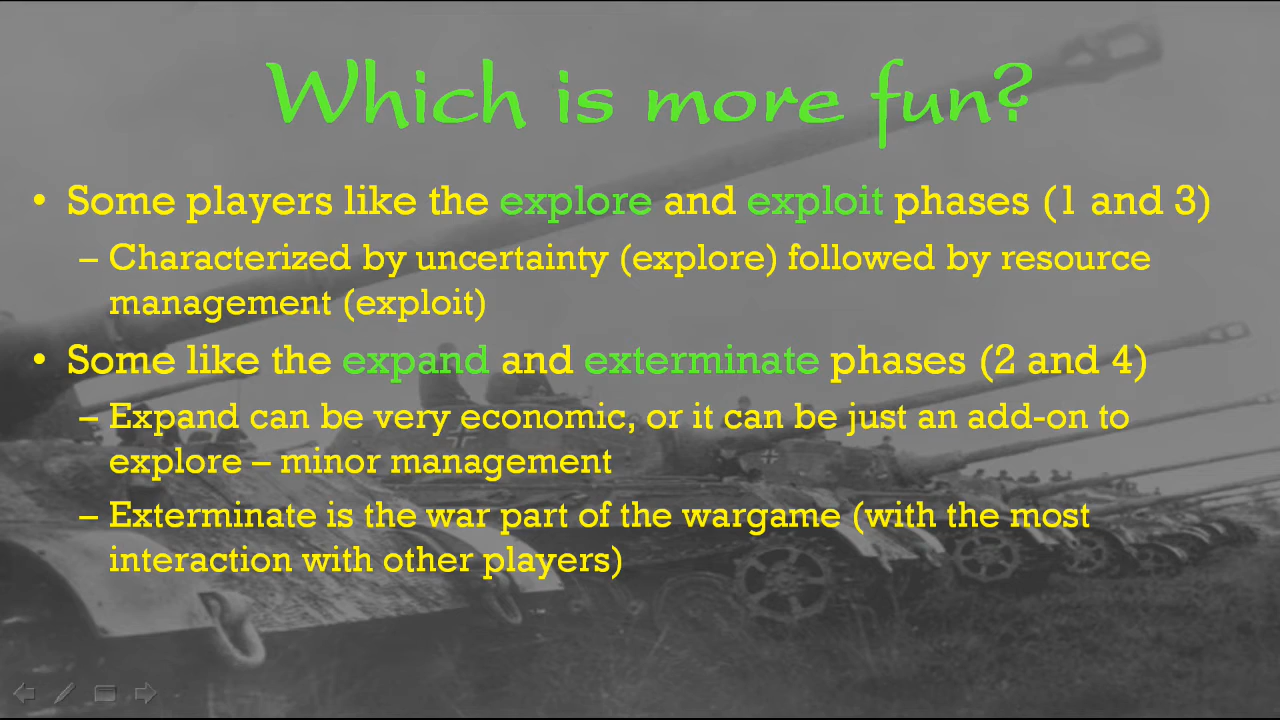 Which is more fun?
• Some players like the explore and exploit phases (1 and 3)
– Characterized by uncertainty (explore) followed by resource
management (exploit)
• Some like the expand and exterminate phases (2 and 4)
– Expand can be very economic, or it can be just an add-on to
explore – minor management
– Exterminate is the war part of the wargame (with the most
interaction with other players)